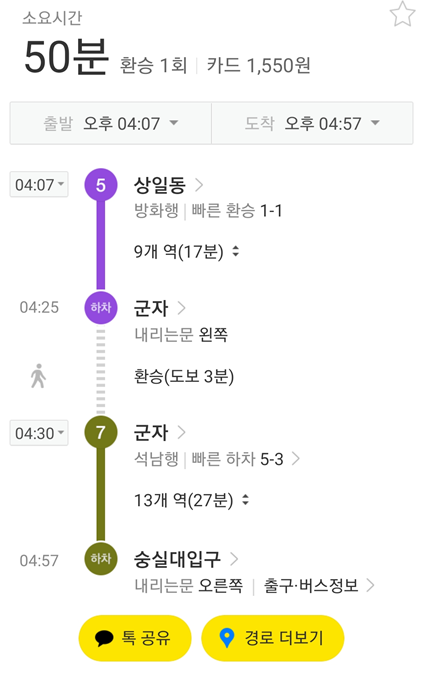 소요시간
50분 환승 1회 | 카드 1,550원
출발 오후 04:07 도착 오후 04:57
04:07 5 상일동
방화행 | 빠른 환승 1-1
9개 역(17분)
04:25 하차 군자
내리는문 왼쪽
환승(도보 3분)
04:30 7 군자
석남행 | 빠른 하차 5-3
13개 역(27분)
04:57 하차 숭실대입구
내리는문 오른쪽 | 출구·버스정보
톡 공유 경로 더보기